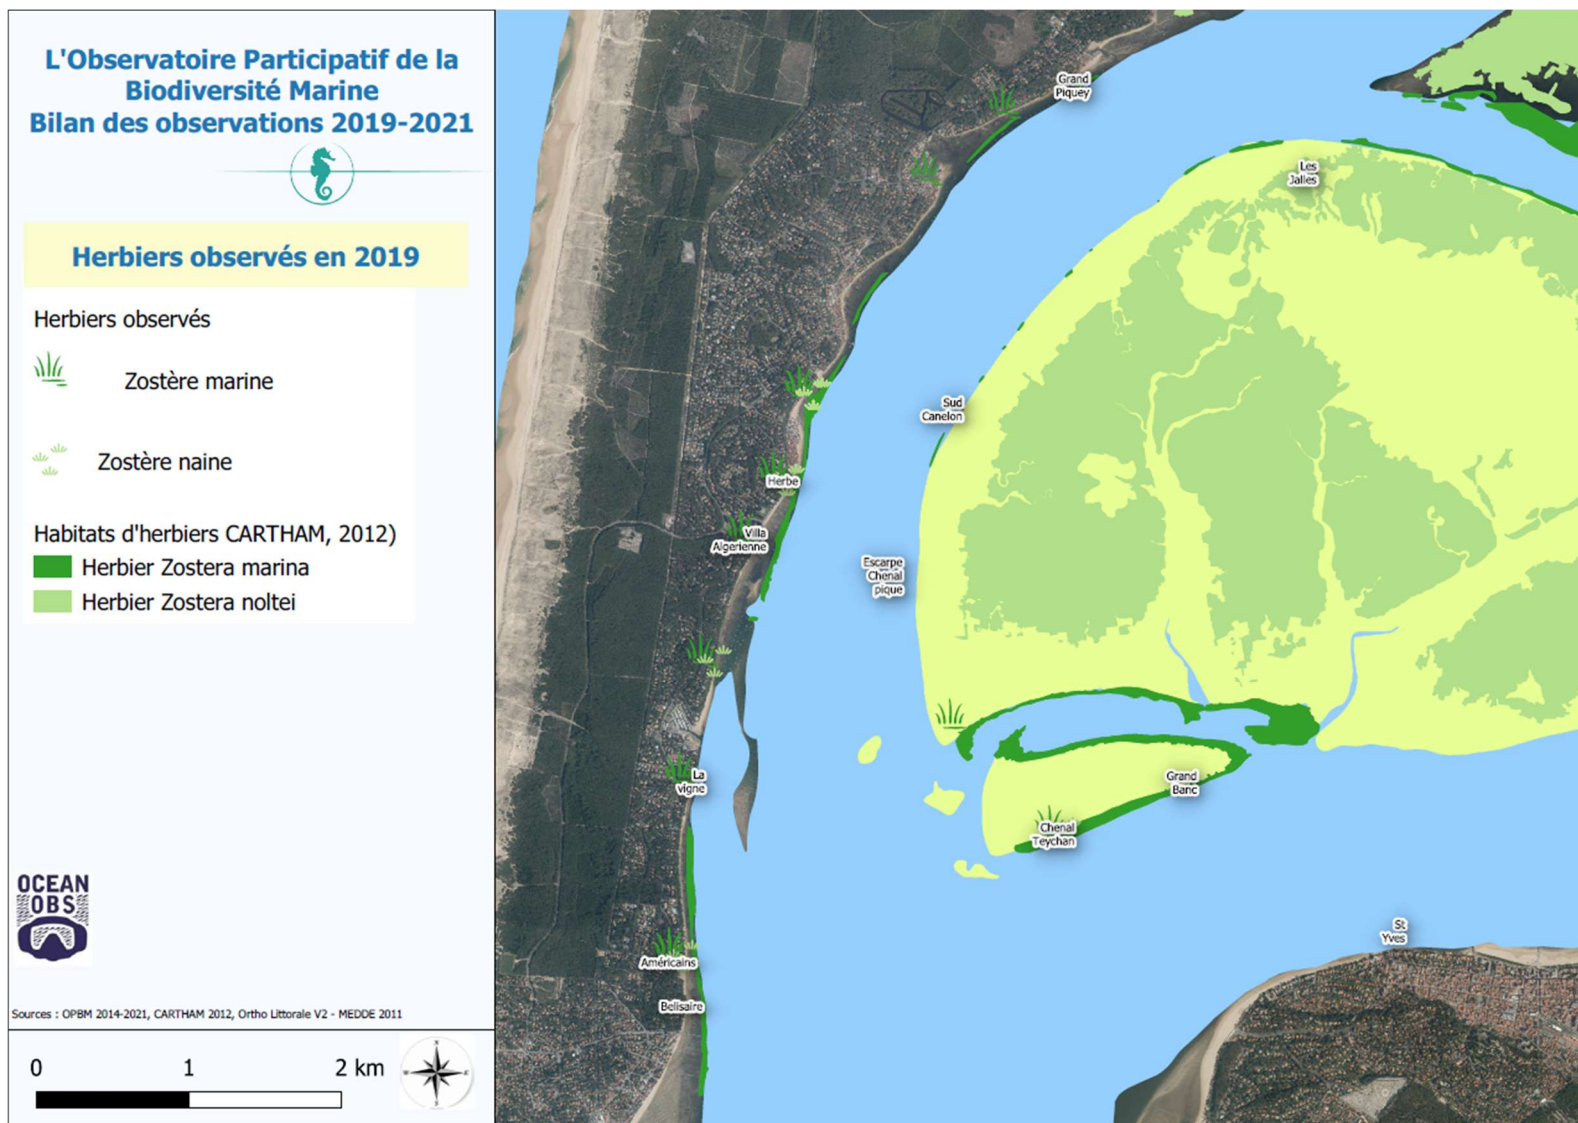 L'Observatoire Participatif de la
Biodiversité Marine
Bilan des observations 2019-2021
Herbiers observés en 2019
Herbiers observés
Zostère marine
Zostère naine
Habitats d'herbiers CARTHAM, 2012)
Herbier Zostera marina
Herbier Zostera noltei
OCEAN
OBS
Sources : OPBM 2014-2021, CARTHAM 2012, Ortho Littorale V2 - MEDDE 2011
0 1 2 km
N
Grand
Piquey
Les
Jalles
Sud
Canelon
Herbe
Villa
Algerienne
Escarpe
Chenal
pique
La
vigne
Grand
Banc
Chenal
Teychan
St
Yves
Américains
Belisaire